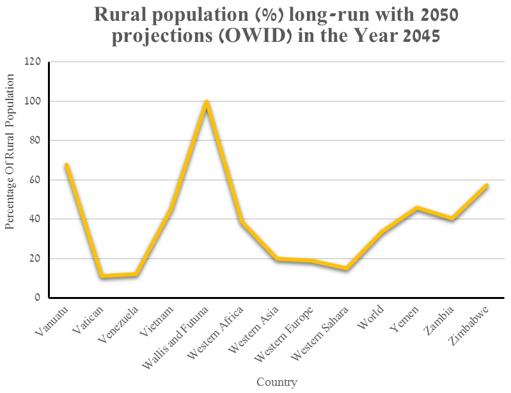 Rural population (%) long-run with 2050
projections (OWID) in the Year 2045
Percentage Of Rural Population
120
100
80
60
40
20
0
Vanuatu
Vatican
Venezuela
Vietnam
Wallis and Futuna
Western Africa
Western Asia
Western Europe
Western Sahara
World
Yemen
Zambia
Zimbabwe
Country